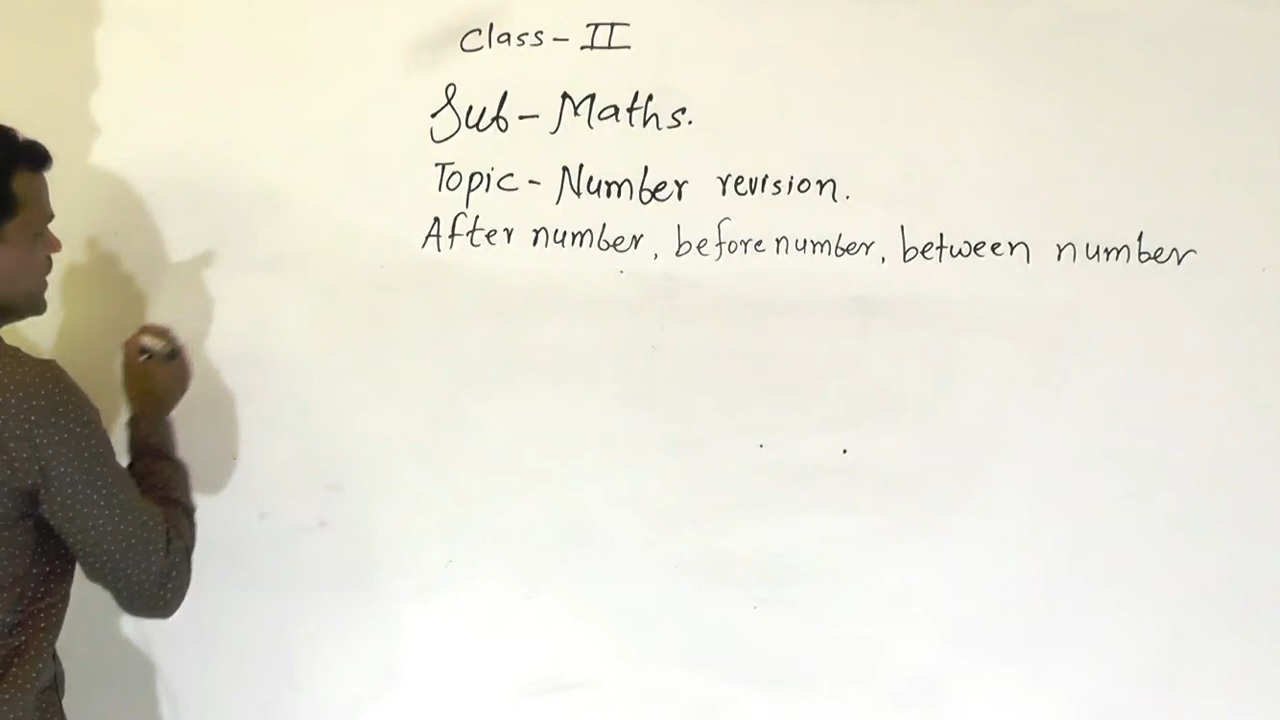 Class - II
Sub - Maths.
Topic - Number revision.
After number, before number, between number